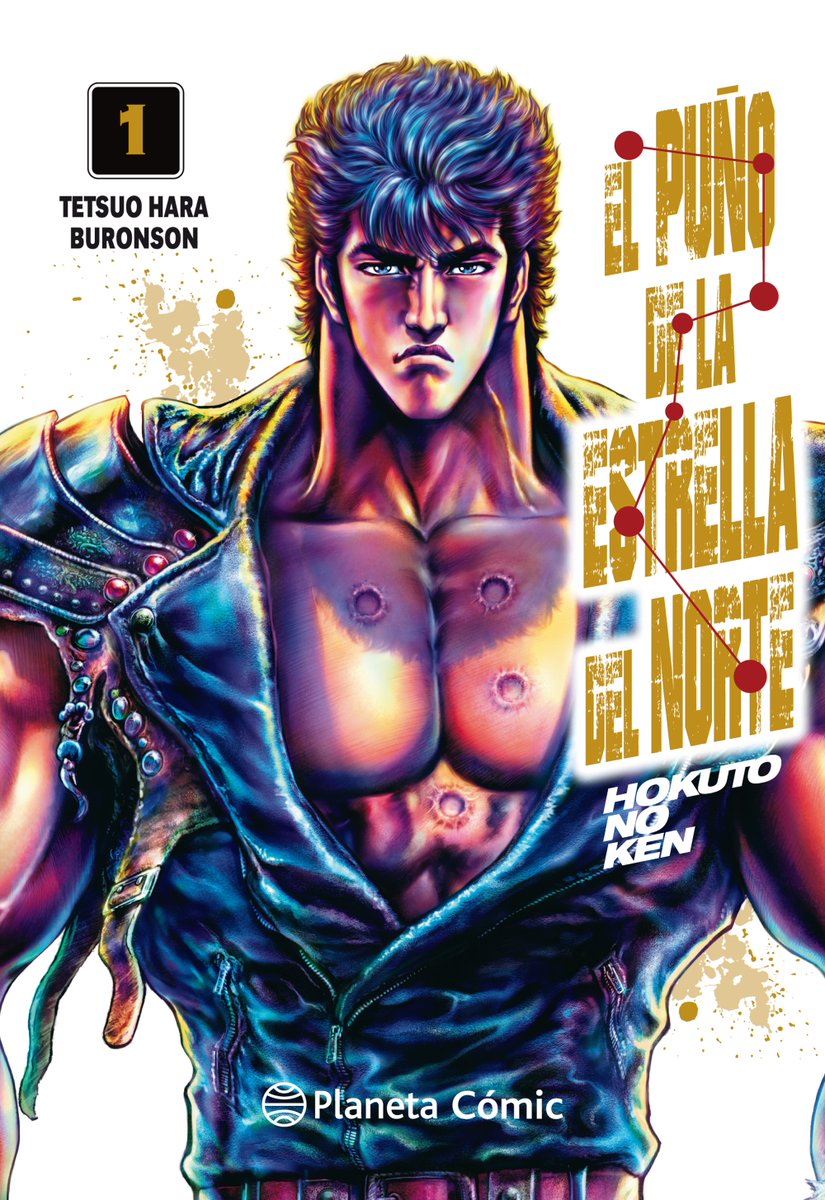 1
TETSUO HARA
BURONSON
EL PUÑO
DE LA
ESTRELLA
DEL NORTE
HOKUTO
NO
KEN
Planeta Cómic